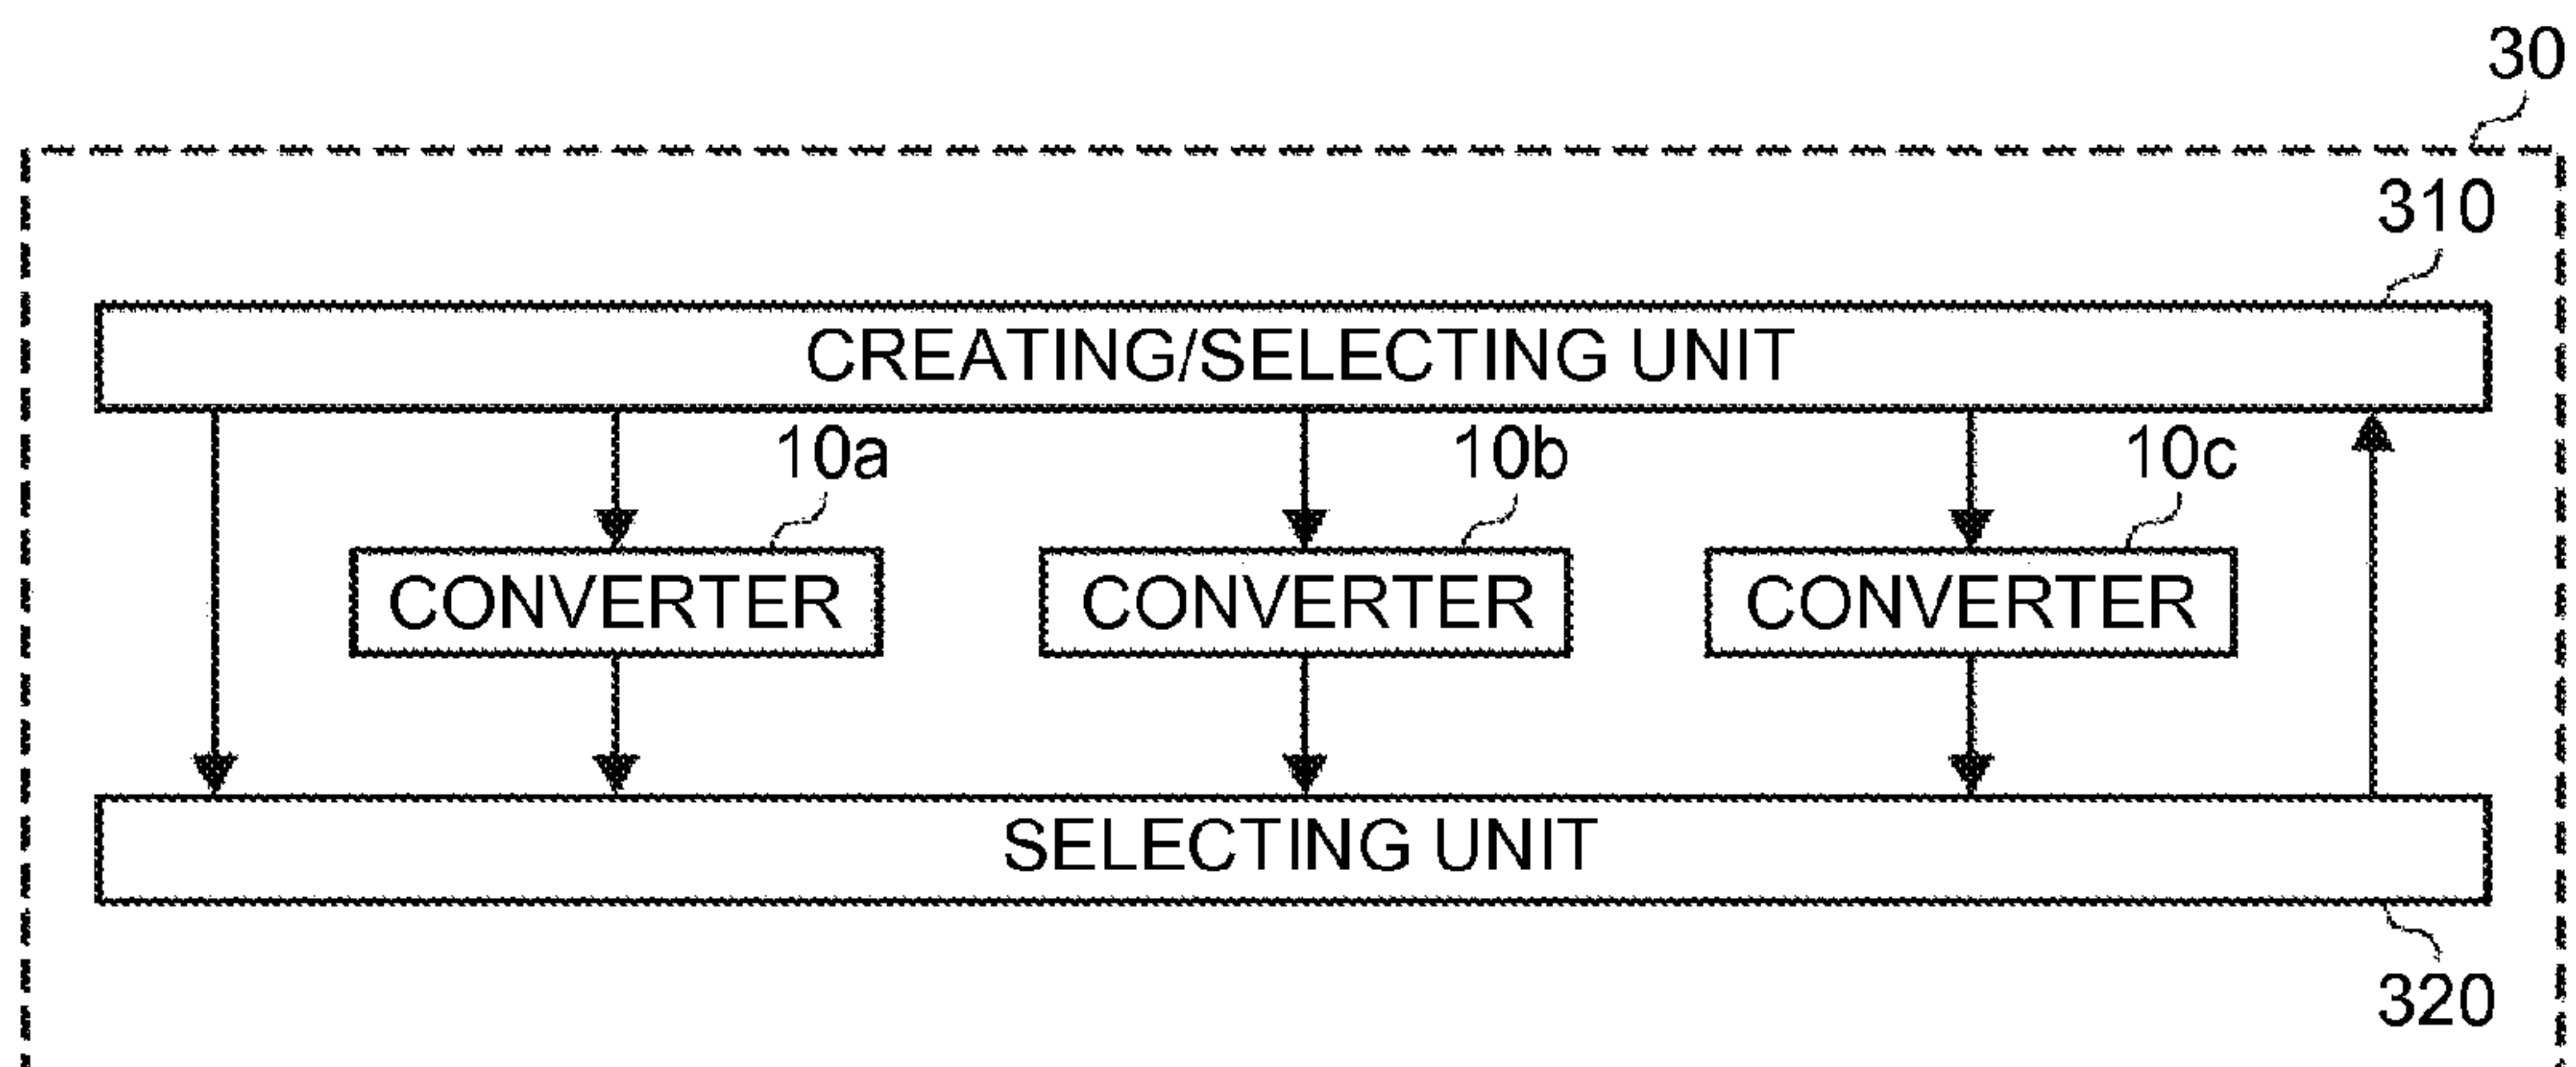 30
310
CREATING/SELECTING UNIT
10a 10b 10c
CONVERTER CONVERTER CONVERTER
SELECTING UNIT
320